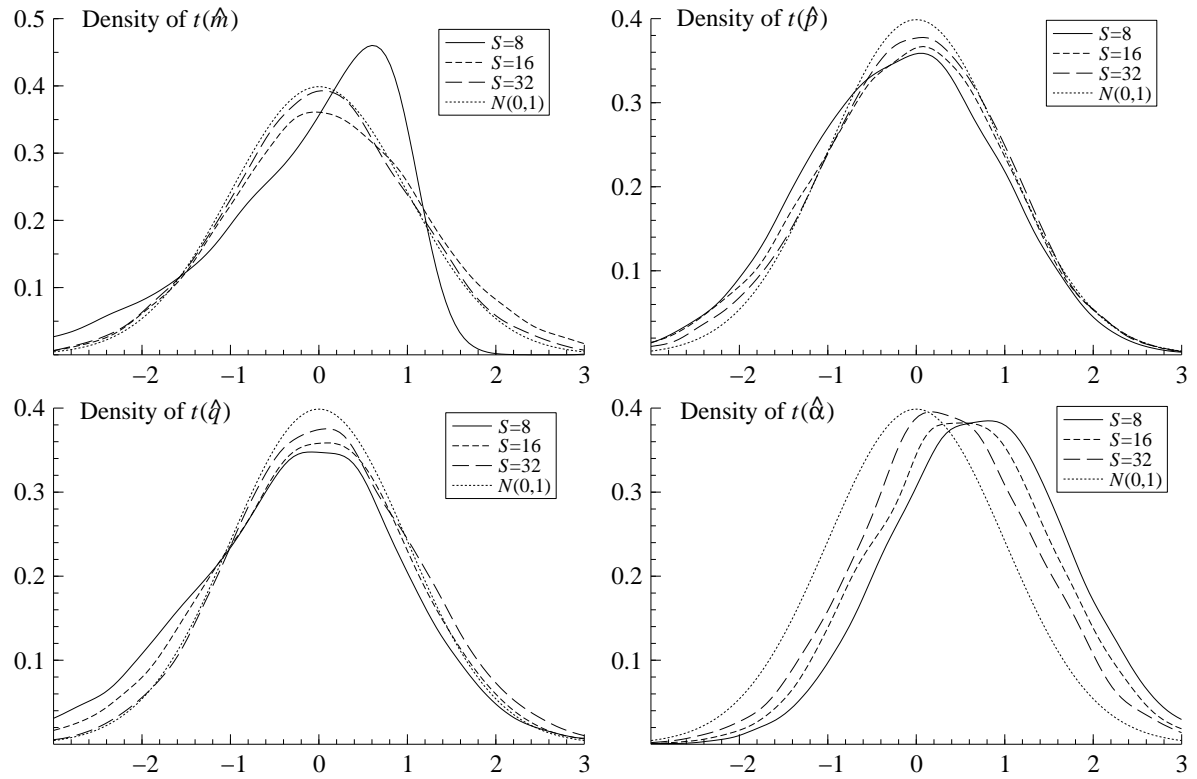 Density of t(m̂)
0.5
0.4
0.3
0.2
0.1
S=8
S=16
S=32
N(0,1)
−2 −1 0 1 2 3
Density of t(p̂)
0.4
0.3
0.2
0.1
S=8
S=16
S=32
N(0,1)
−2 −1 0 1 2 3
Density of t(q̂)
0.4
0.3
0.2
0.1
S=8
S=16
S=32
N(0,1)
−2 −1 0 1 2 3
Density of t(α̂)
0.4
0.3
0.2
0.1
S=8
S=16
S=32
N(0,1)
−2 −1 0 1 2 3